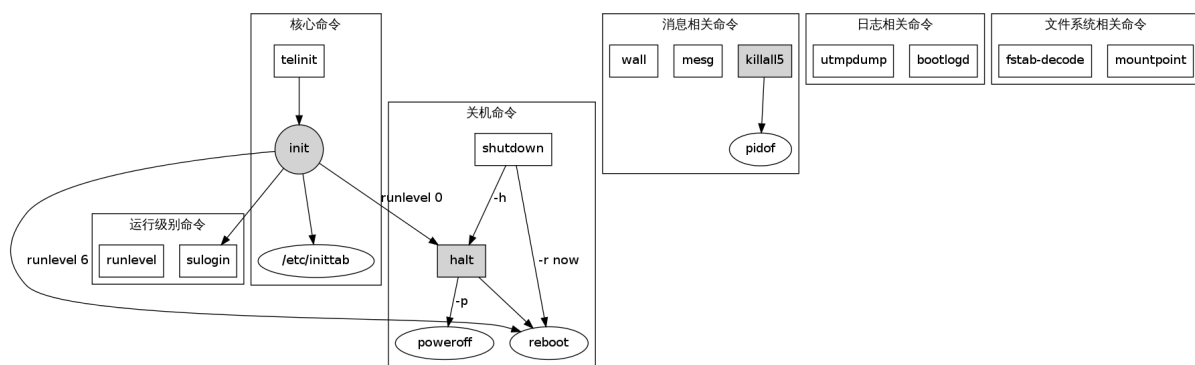 核心命令
telinit
init
/etc/inittab
运行级别命令
runlevel
sulogin
关机命令
shutdown
halt
poweroff
reboot
runlevel 0
-h
-r now
-p
runlevel 6
消息相关命令
wall
mesg
killall5
pidof
日志相关命令
utmpdump
bootlogd
文件系统相关命令
fstab-decode
mountpoint